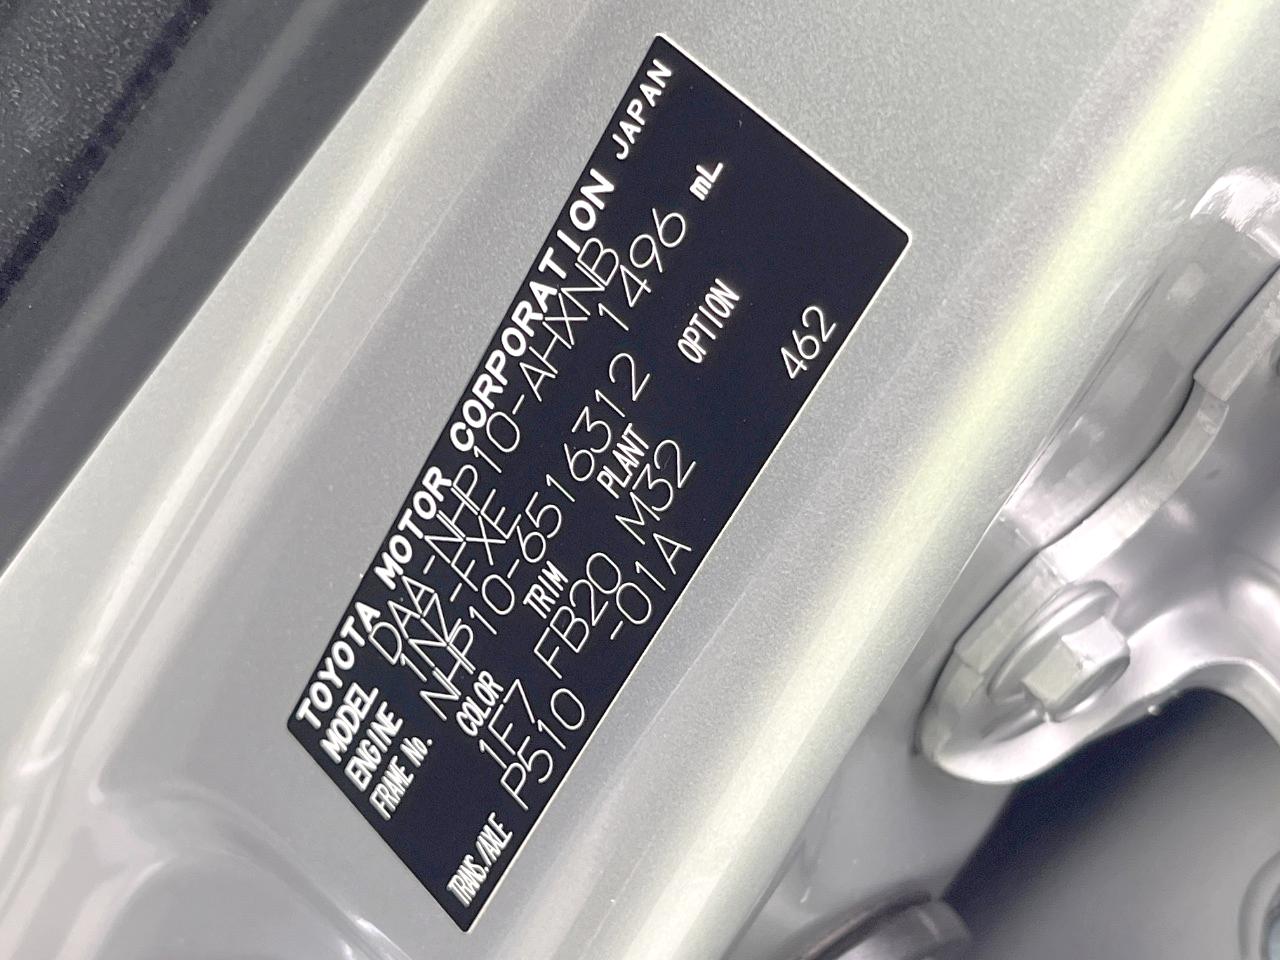 TOYOTA MOTOR CORPORATION JAPAN
MODEL DAA-NHP10-AHXNB
ENGINE 1NZ-FXE 1496 mL
FRAME No. NHP10-6516312
COLOR TRIM PLANT OPTION
1F7 FB20 M32 462
TRANS./AXLE P510 -01A